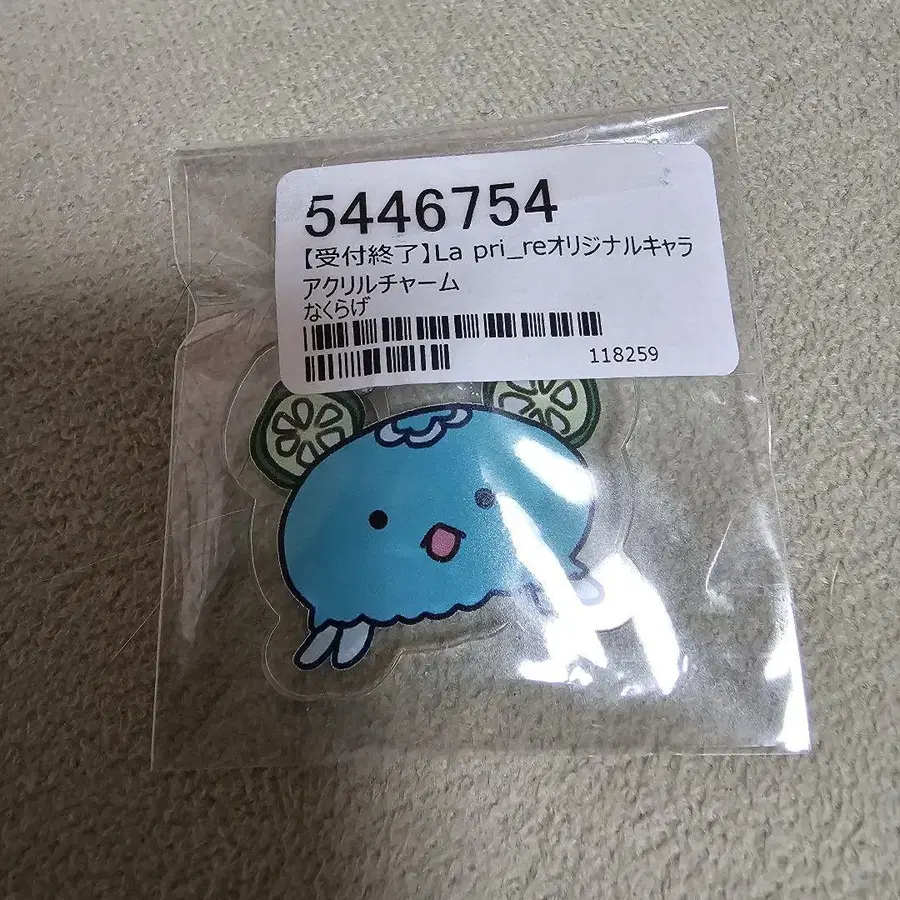 5446754
【受付終了】La pri_reオリジナルキャラ
アクリルチャーム
なくらげ
118259